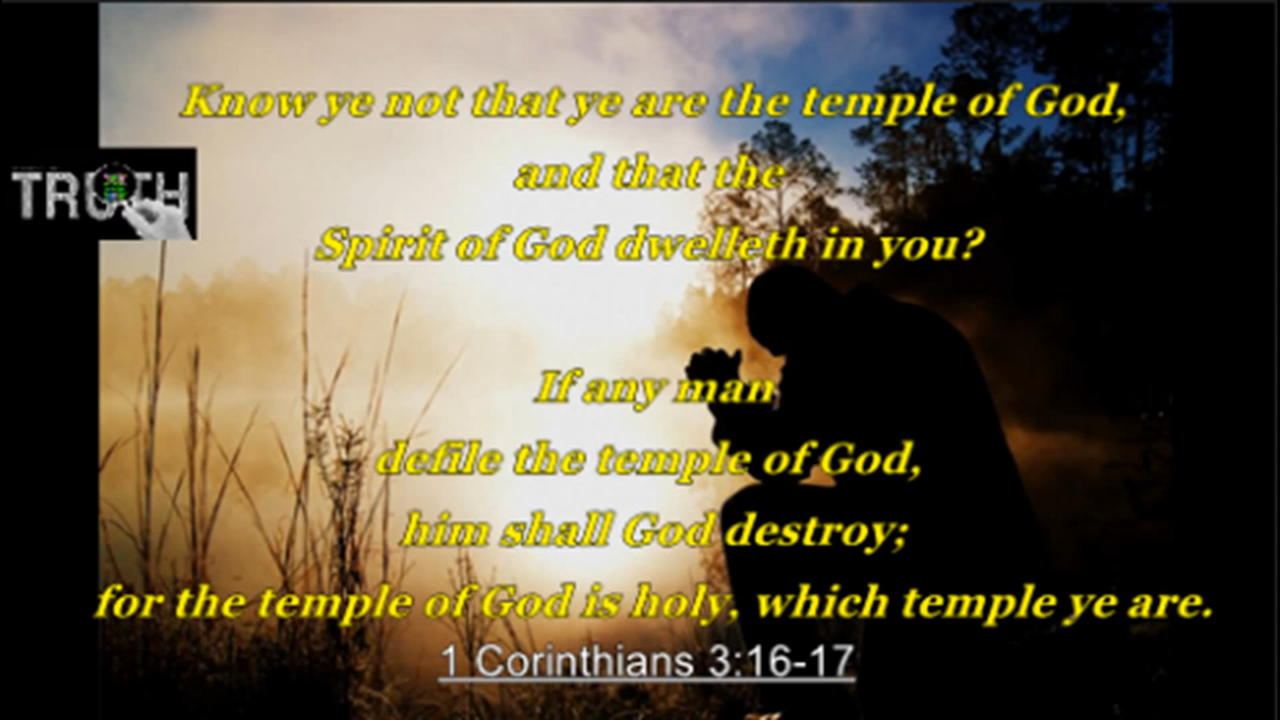 Know ye not that ye are the temple of God,
and that the
TRUTH
Spirit of God dwelleth in you?
If any man
defile the temple of God,
him shall God destroy;
for the temple of God is holy, which temple ye are.
1 Corinthians 3:16-17